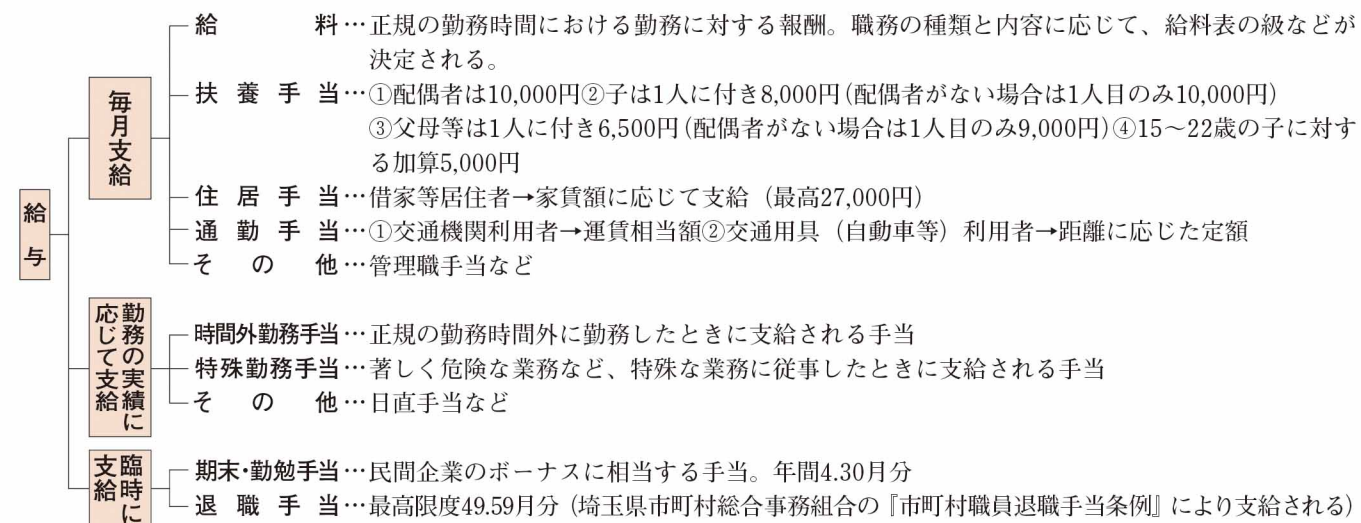 給与
毎月支給
給料…正規の勤務時間における勤務に対する報酬。職務の種類と内容に応じて、給料表の級などが
決定される。
扶養手当…①配偶者は10,000円②子は1人に付き8,000円(配偶者がない場合は1人目のみ10,000円)
③父母等は1人に付き6,500円(配偶者がない場合は1人目のみ9,000円)④15～22歳の子に対す
る加算5,000円
住居手当…借家等居住者→家賃額に応じて支給（最高27,000円）
通勤手当…①交通機関利用者→運賃相当額②交通用具（自動車等）利用者→距離に応じた定額
その他…管理職手当など
勤務の実績に
応じて支給
時間外勤務手当…正規の勤務時間外に勤務したときに支給される手当
特殊勤務手当…著しく危険な業務など、特殊な業務に従事したときに支給される手当
その他…日直手当など
臨時に
支給
期末・勤勉手当…民間企業のボーナスに相当する手当。年間4.30月分
退職手当…最高限度49.59月分（埼玉県市町村総合事務組合の『市町村職員退職手当条例』により支給される）